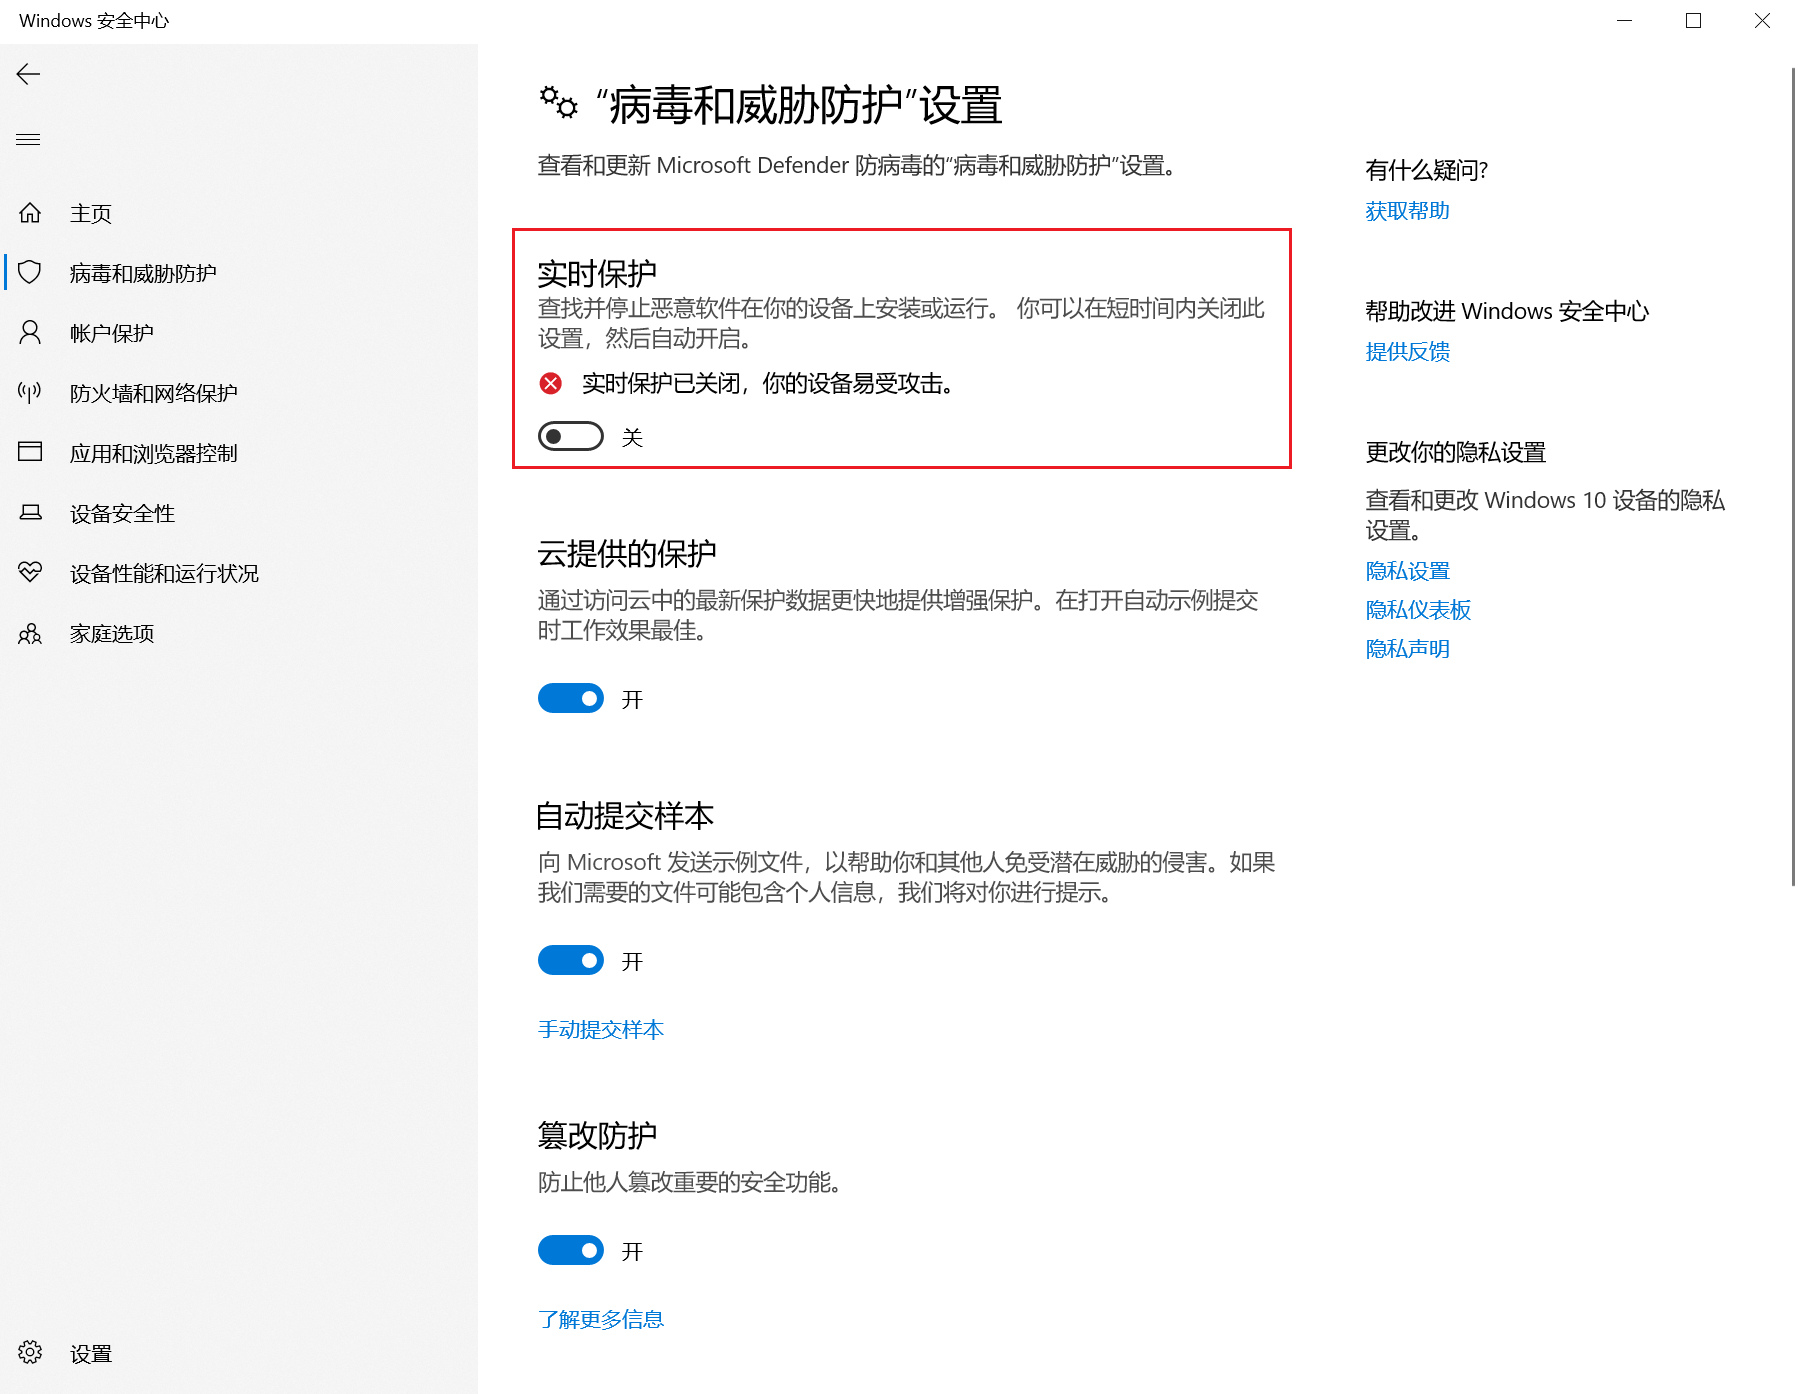 Windows 安全中心
主页
病毒和威胁防护
帐户保护
防火墙和网络保护
应用和浏览器控制
设备安全性
设备性能和运行状况
家庭选项
设置
“病毒和威胁防护”设置
查看和更新 Microsoft Defender 防病毒的“病毒和威胁防护”设置。
实时保护
查找并停止恶意软件在你的设备上安装或运行。 你可以在短时间内关闭此
设置，然后自动开启。
实时保护已关闭，你的设备易受攻击。
关
云提供的保护
通过访问云中的最新保护数据更快地提供增强保护。在打开自动示例提交
时工作效果最佳。
开
自动提交样本
向 Microsoft 发送示例文件，以帮助你和其他人免受潜在威胁的侵害。如果
我们需要的文件可能包含个人信息，我们将对你进行提示。
开
手动提交样本
篡改防护
防止他人篡改重要的安全功能。
开
了解更多信息
有什么疑问?
获取帮助
帮助改进 Windows 安全中心
提供反馈
更改你的隐私设置
查看和更改 Windows 10 设备的隐私
设置。
隐私设置
隐私仪表板
隐私声明